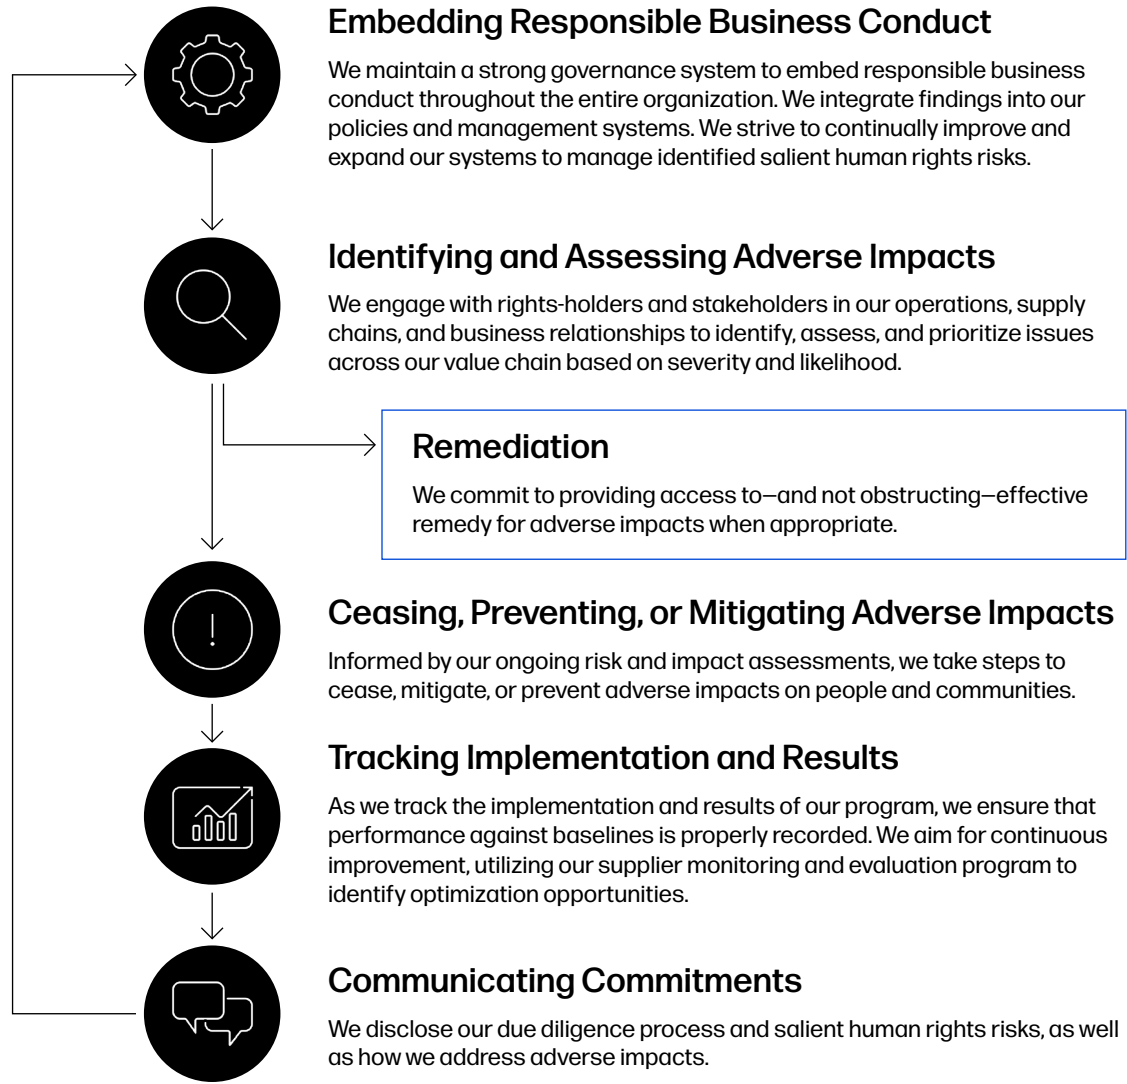 Embedding Responsible Business Conduct
We maintain a strong governance system to embed responsible business
conduct throughout the entire organization. We integrate findings into our
policies and management systems. We strive to continually improve and
expand our systems to manage identified salient human rights risks.
Identifying and Assessing Adverse Impacts
We engage with rights-holders and stakeholders in our operations, supply
chains, and business relationships to identify, assess, and prioritize issues
across our value chain based on severity and likelihood.
Remediation
We commit to providing access to—and not obstructing—effective
remedy for adverse impacts when appropriate.
Ceasing, Preventing, or Mitigating Adverse Impacts
Informed by our ongoing risk and impact assessments, we take steps to
cease, mitigate, or prevent adverse impacts on people and communities.
Tracking Implementation and Results
As we track the implementation and results of our program, we ensure that
performance against baselines is properly recorded. We aim for continuous
improvement, utilizing our supplier monitoring and evaluation program to
identify optimization opportunities.
Communicating Commitments
We disclose our due diligence process and salient human rights risks, as well
as how we address adverse impacts.